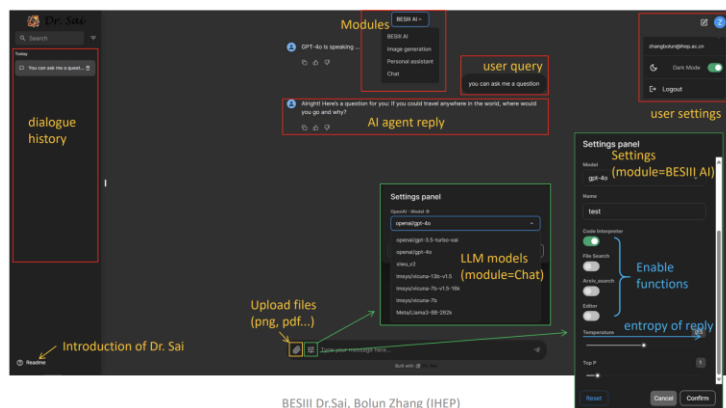 Dr. Sai
Search
Today
You can ask me a quest...
dialogue
history
Introduction of Dr. Sai
Readme
Modules
BESIII AI
BESIII AI
Image generation
Personal assistant
Chat
GPT-4o is speaking ...
user query
you can ask me a question
Alright! Here's a question for you: If you could travel anywhere in the world, where would
you go and why?
AI agent reply
Z
zhangbolun@ihep.ac.cn
Dark Mode
Logout
user settings
Settings panel
OpenAI - Model
openai/gpt-4o
openai/gpt-3.5-turbo-oai
openai/gpt-4o
lmsys/vicuna-13b-v1.5
lmsys/vicuna-7b-v1.5-16k
lmsys/vicuna-7b
LLM models
(module=Chat)
Upload files
(png, pdf...)
Type your message here...
Built with Dr. Sai
Settings panel
Settings
(module=BESIII AI)
Model
gpt-4o
Name
test
Code Interpreter
File Search
Arxiv_search
Editor
Enable
functions
entropy of reply
Temperature
Top P
1
Reset
Cancel
Confirm
BESIII Dr.Sai, Bolun Zhang (IHEP)